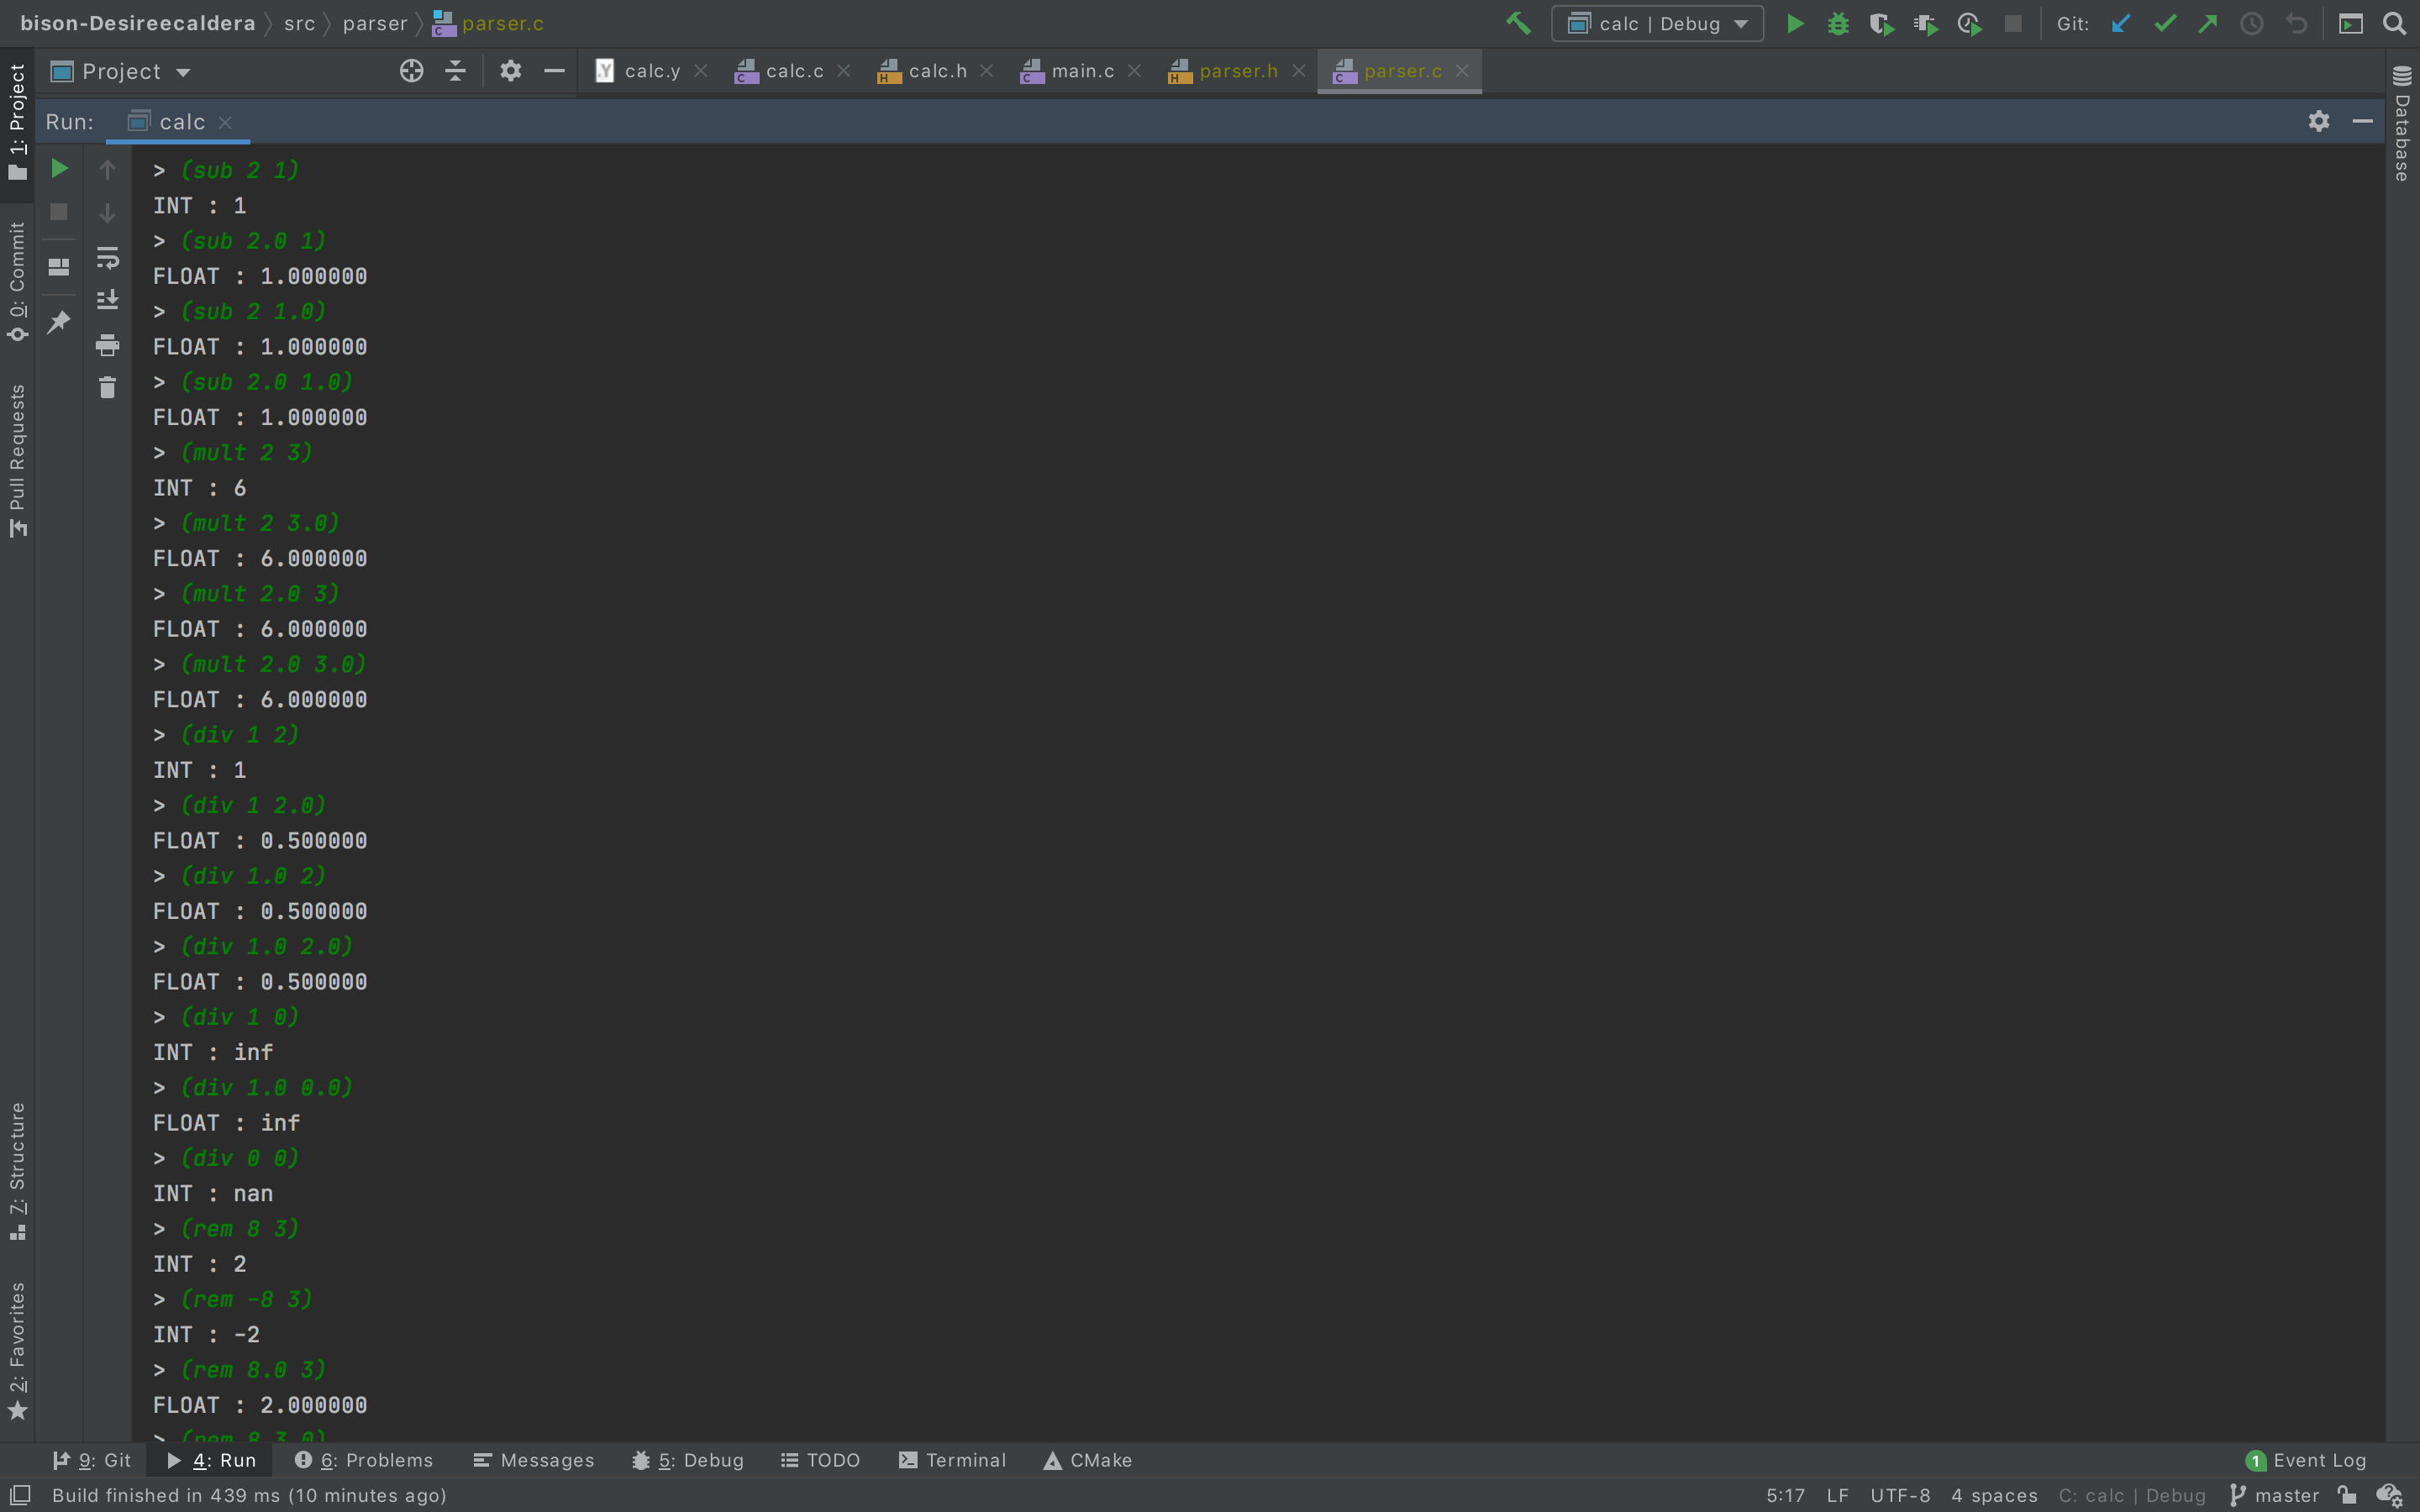 bison-Desireecaldera src parser parser.c
calc | Debug
Git:
Project
calc.y calc.c calc.h main.c parser.h parser.c
Run: calc
1: Project
0: Commit
Pull Requests
7: Structure
2: Favorites
Database
> (sub 2 1)
INT : 1
> (sub 2.0 1)
FLOAT : 1.000000
> (sub 2 1.0)
FLOAT : 1.000000
> (sub 2.0 1.0)
FLOAT : 1.000000
> (mult 2 3)
INT : 6
> (mult 2 3.0)
FLOAT : 6.000000
> (mult 2.0 3)
FLOAT : 6.000000
> (mult 2.0 3.0)
FLOAT : 6.000000
> (div 1 2)
INT : 1
> (div 1 2.0)
FLOAT : 0.500000
> (div 1.0 2)
FLOAT : 0.500000
> (div 1.0 2.0)
FLOAT : 0.500000
> (div 1 0)
INT : inf
> (div 1.0 0.0)
FLOAT : inf
> (div 0 0)
INT : nan
> (rem 8 3)
INT : 2
> (rem -8 3)
INT : -2
> (rem 8.0 3)
FLOAT : 2.000000
> (rem 8 3.0)
9: Git 4: Run 6: Problems Messages 5: Debug TODO Terminal CMake 1 Event Log
Build finished in 439 ms (10 minutes ago) 5:17 LF UTF-8 4 spaces C: calc | Debug master